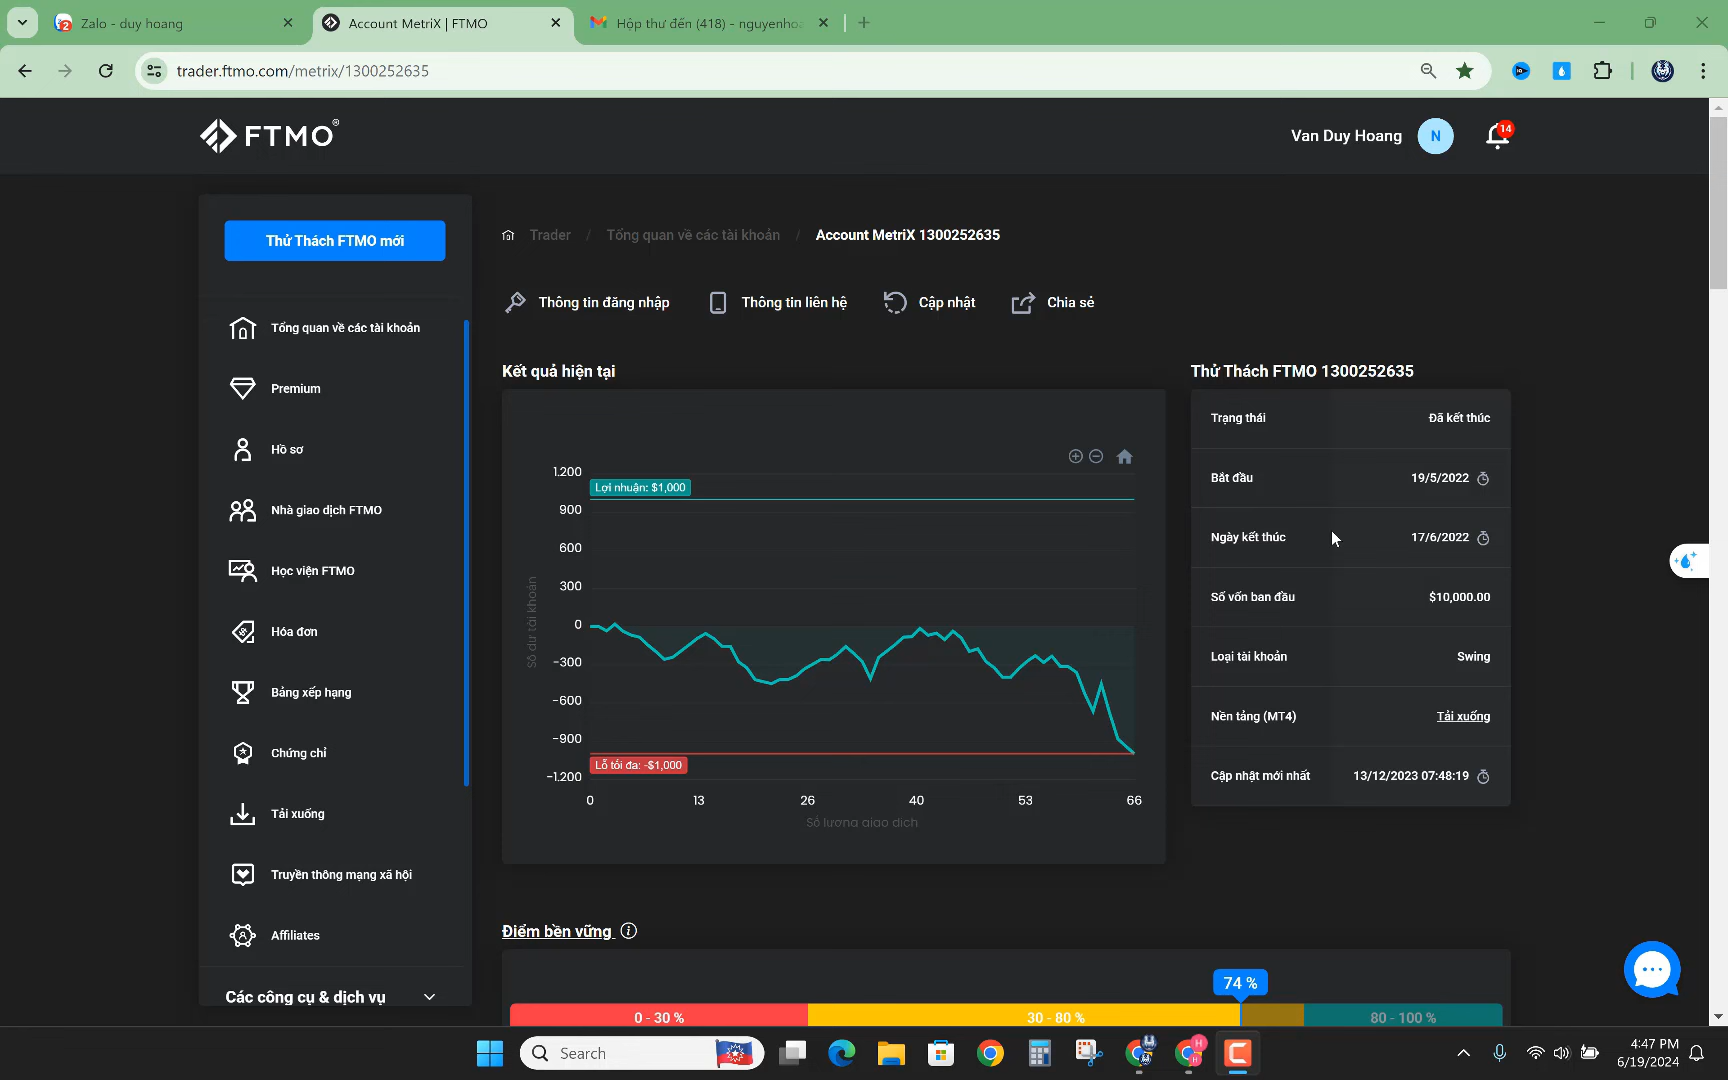 Zalo - duy hoang
Account MetriX | FTMO
Hộp thư đến (418) - nguyenhoa
trader.ftmo.com/metrix/1300252635
FTMO®
Van Duy Hoang
N
14
Thử Thách FTMO mới
Tổng quan về các tài khoản
Premium
Hồ sơ
Nhà giao dịch FTMO
Học viện FTMO
Hóa đơn
Bảng xếp hạng
Chứng chỉ
Tải xuống
Truyền thông mạng xã hội
Affiliates
Các công cụ & dịch vụ
Trader / Tổng quan về các tài khoản / Account MetriX 1300252635
Thông tin đăng nhập
Thông tin liên hệ
Cập nhật
Chia sẻ
Kết quả hiện tại
1.200
Lợi nhuận: $1,000
900
600
300
0
−300
−600
−900
Lỗ tối đa: -$1,000
−1.200
Số dư tài khoản
0 13 26 40 53 66
Số lượng giao dịch
Thử Thách FTMO 1300252635
Trạng thái Đã kết thúc
Bắt đầu 19/5/2022
Ngày kết thúc 17/6/2022
Số vốn ban đầu $10,000.00
Loại tài khoản Swing
Nền tảng (MT4) Tải xuống
Cập nhật mới nhất 13/12/2023 07:48:19
Điểm bền vững
74 %
0 - 30 % 30 - 80 % 80 - 100 %
Search
4:47 PM
6/19/2024